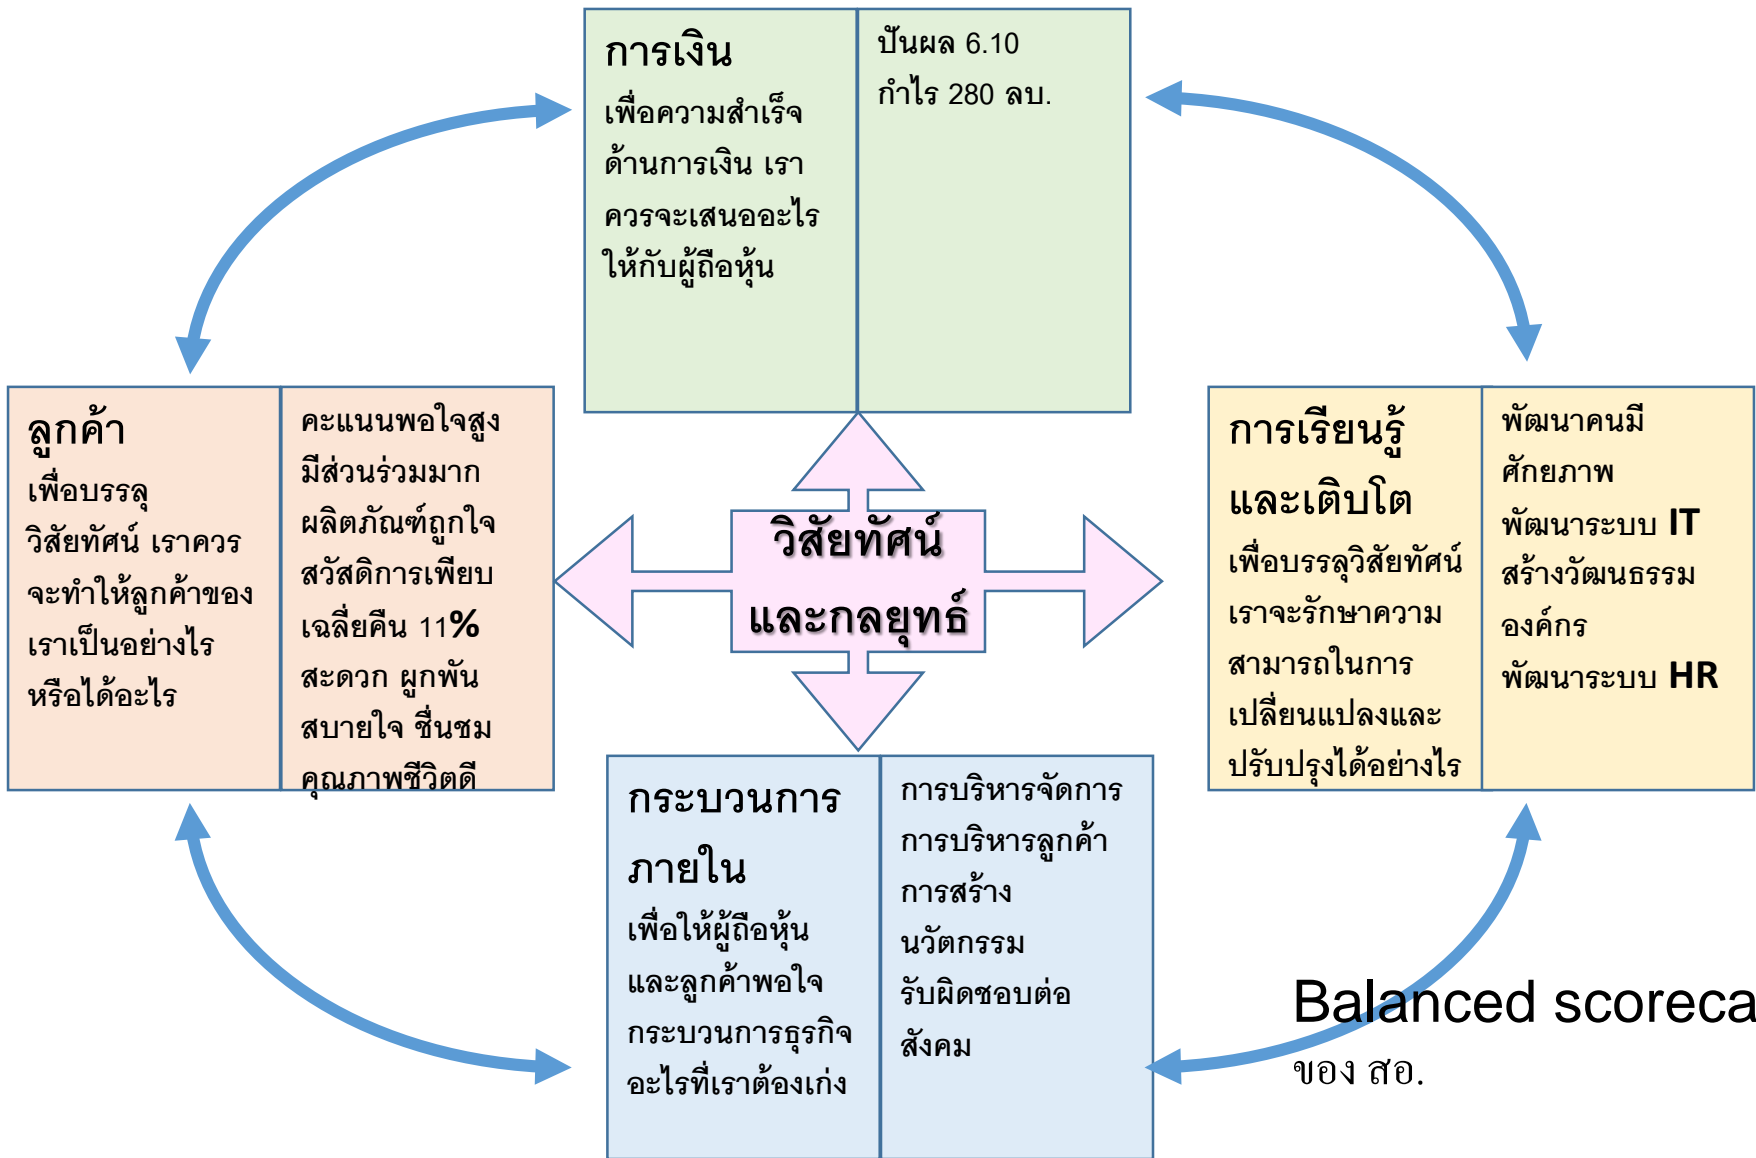 การเงิน
เพื่อความสำเร็จ
ด้านการเงิน เรา
ควรจะเสนออะไร
ให้กับผู้ถือหุ้น
ปันผล 6.10
กำไร 280 ลบ.
ลูกค้า
เพื่อบรรลุ
วิสัยทัศน์ เราควร
จะทำให้ลูกค้าของ
เราเป็นอย่างไร
หรือได้อะไร
คะแนนพอใจสูง
มีส่วนร่วมมาก
ผลิตภัณฑ์ถูกใจ
สวัสดิการเพียบ
เฉลี่ยคืน 11%
สะดวก ผูกพัน
สบายใจ ชื่นชม
คุณภาพชีวิตดี
วิสัยทัศน์
และกลยุทธ์
การเรียนรู้
และเติบโต
เพื่อบรรลุวิสัยทัศน์
เราจะรักษาความ
สามารถในการ
เปลี่ยนแปลงและ
ปรับปรุงได้อย่างไร
พัฒนาคนมี
ศักยภาพ
พัฒนาระบบ IT
สร้างวัฒนธรรม
องค์กร
พัฒนาระบบ HR
กระบวนการ
ภายใน
เพื่อให้ผู้ถือหุ้น
และลูกค้าพอใจ
กระบวนการธุรกิจ
อะไรที่เราต้องเก่ง
การบริหารจัดการ
การบริหารลูกค้า
การสร้าง
นวัตกรรม
รับผิดชอบต่อ
สังคม
Balanced scoreca
ของ สอ.